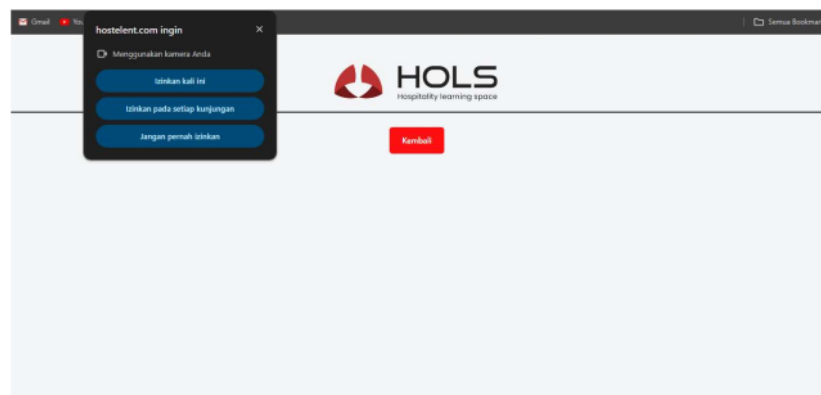 Gmail
hostelent.com ingin
Menggunakan kamera Anda
Izinkan kali ini
Izinkan pada setiap kunjungan
Jangan pernah izinkan
Semua Bookmar
HOLS
Hospitality learning space
Kembali